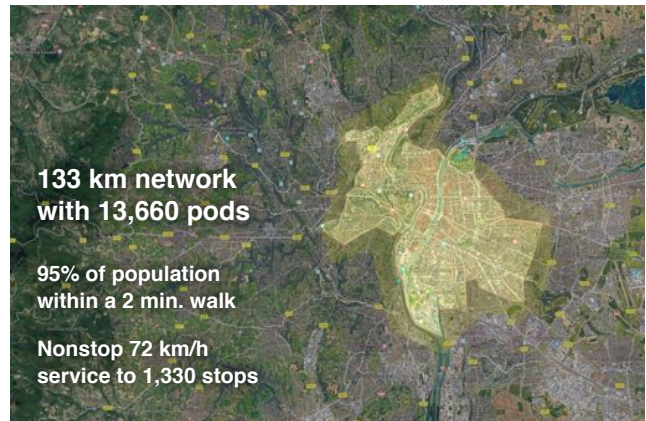 133 km network
with 13,660 pods
95% of population
within a 2 min. walk
Nonstop 72 km/h
service to 1,330 stops